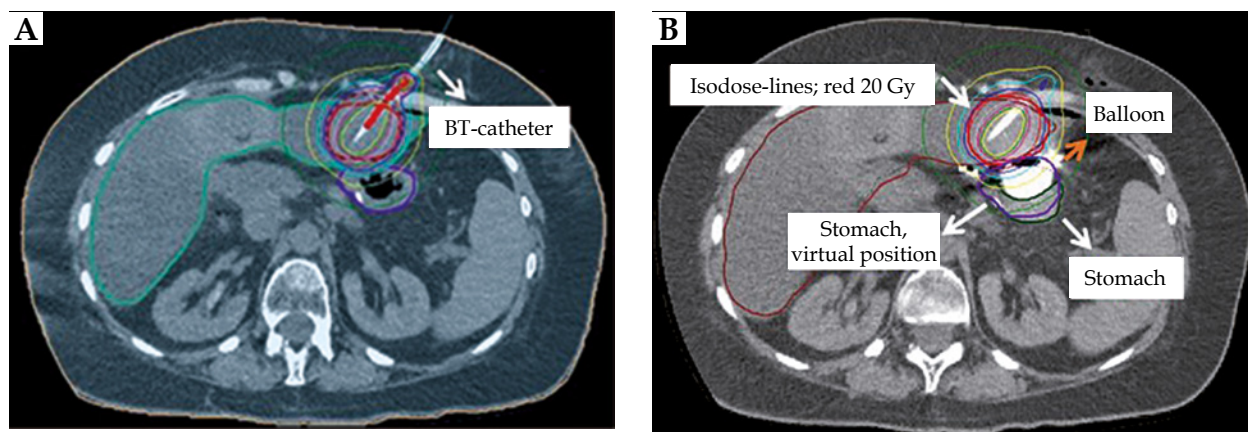 A
BT-catheter
B
Isodose-lines; red 20 Gy
Balloon
Stomach,
virtual position
Stomach